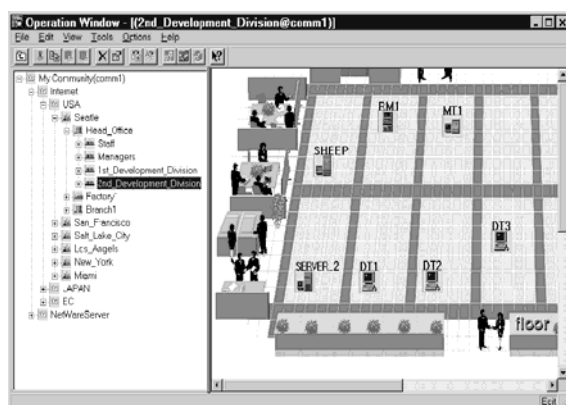 Operation Window - [(2nd_Development_Division@comm1)]
File Edit View Tools Options Help
My Community(comm1)
Internet
USA
Seatle
Head_Office
Staff
Managers
1st_Development_Division
2nd_Development_Division
Factory
Branch1
San_Francisco
Salt_Lake_City
Los_Angels
New_York
Miami
JAPAN
EC
NetWareServer
RM1
MT1
SHEEP
DT3
SERVER_2
DT1
DT2
floor
Exit